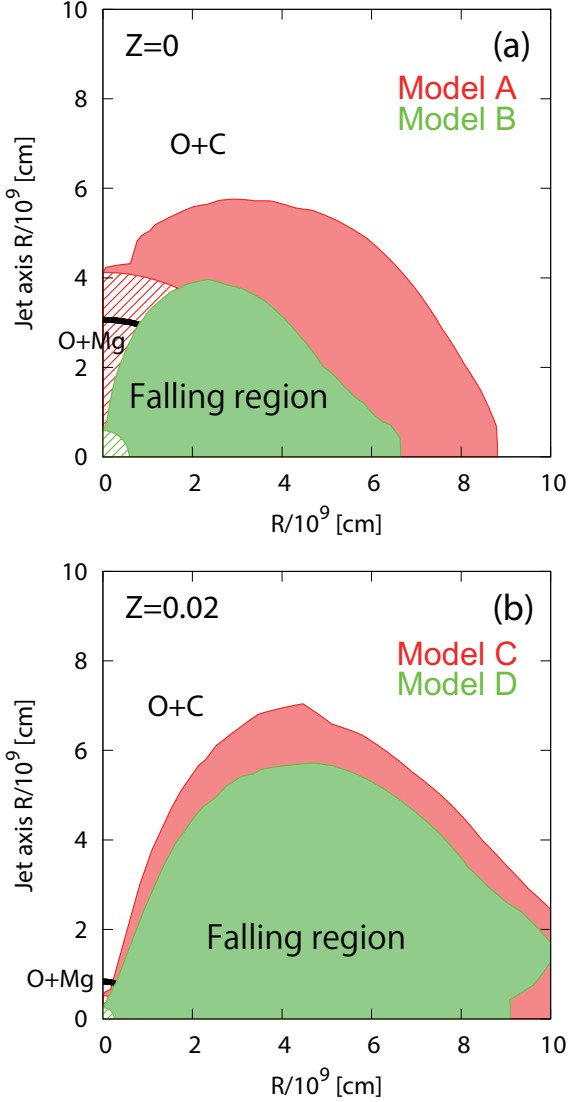 10
Z=0
(a)
Model A
Model B
8
O+C
6
Jet axis R/10⁹ [cm]
4
O+Mg
2
Falling region
0
0 2 4 6 8 10
R/10⁹ [cm]
10
Z=0.02
(b)
Model C
Model D
8
O+C
6
Jet axis R/10⁹ [cm]
4
2
Falling region
O+Mg
0
0 2 4 6 8 10
R/10⁹ [cm]